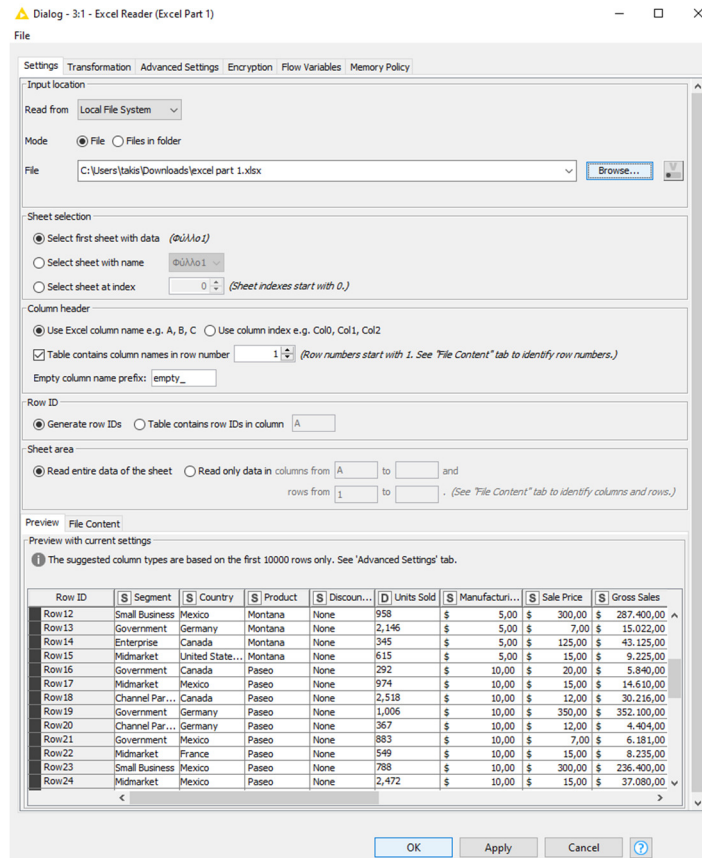 Dialog - 3:1 - Excel Reader (Excel Part 1)
File
Settings Transformation Advanced Settings Encryption Flow Variables Memory Policy
Input location
Read from Local File System
Mode File Files in folder
File C:\Users\takis\Downloads\excel part 1.xlsx Browse...
Sheet selection
Select first sheet with data (Φύλλο1)
Select sheet with name Φύλλο1
Select sheet at index 0 (Sheet indexes start with 0.)
Column header
Use Excel column name e.g. A, B, C Use column index e.g. Col0, Col1, Col2
Table contains column names in row number 1 (Row numbers start with 1. See "File Content" tab to identify row numbers.)
Empty column name prefix: empty_
Row ID
Generate row IDs Table contains row IDs in column A
Sheet area
Read entire data of the sheet Read only data in columns from A to and
rows from 1 to . (See "File Content" tab to identify columns and rows.)
Preview File Content
Preview with current settings
The suggested column types are based on the first 10000 rows only. See 'Advanced Settings' tab.
Row ID S Segment S Country S Product S Discoun... D Units Sold S Manufacturi... S Sale Price S Gross Sales
Row12 Small Business Mexico Montana None 958 $ 5,00 $ 300,00 $ 287.400,00
Row13 Government Germany Montana None 2,146 $ 5,00 $ 7,00 $ 15.022,00
Row14 Enterprise Canada Montana None 345 $ 5,00 $ 125,00 $ 43.125,00
Row15 Midmarket United State... Montana None 615 $ 5,00 $ 15,00 $ 9.225,00
Row16 Government Canada Paseo None 292 $ 10,00 $ 20,00 $ 5.840,00
Row17 Midmarket Mexico Paseo None 974 $ 10,00 $ 15,00 $ 14.610,00
Row18 Channel Par... Canada Paseo None 2,518 $ 10,00 $ 12,00 $ 30.216,00
Row19 Government Germany Paseo None 1,006 $ 10,00 $ 350,00 $ 352.100,00
Row20 Channel Par... Germany Paseo None 367 $ 10,00 $ 12,00 $ 4.404,00
Row21 Government Mexico Paseo None 883 $ 10,00 $ 7,00 $ 6.181,00
Row22 Midmarket France Paseo None 549 $ 10,00 $ 15,00 $ 8.235,00
Row23 Small Business Mexico Paseo None 788 $ 10,00 $ 300,00 $ 236.400,00
Row24 Midmarket Mexico Paseo None 2,472 $ 10,00 $ 15,00 $ 37.080,00
OK Apply Cancel ?